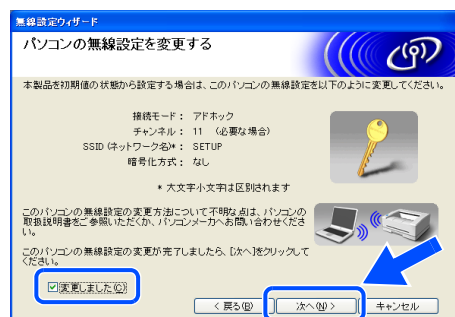 無線設定ウィザード
パソコンの無線設定を変更する
本製品を初期値の状態から設定する場合は、このパソコンの無線設定を以下のように変更してください。
接続モード： アドホック
チャンネル： 11 （必要な場合）
SSID (ネットワーク名)*： SETUP
暗号化方式： なし
* 大文字小文字は区別されます
このパソコンの無線設定の変更方法について不明な点は、パソコンの
取扱説明書をご参照いただくか、パソコンメーカへお問い合わせくださ
い。
このパソコンの無線設定の変更が完了しましたら、[次へ]をクリックして
ください。
変更しました(C)
< 戻る(B) 次へ(N) > キャンセル